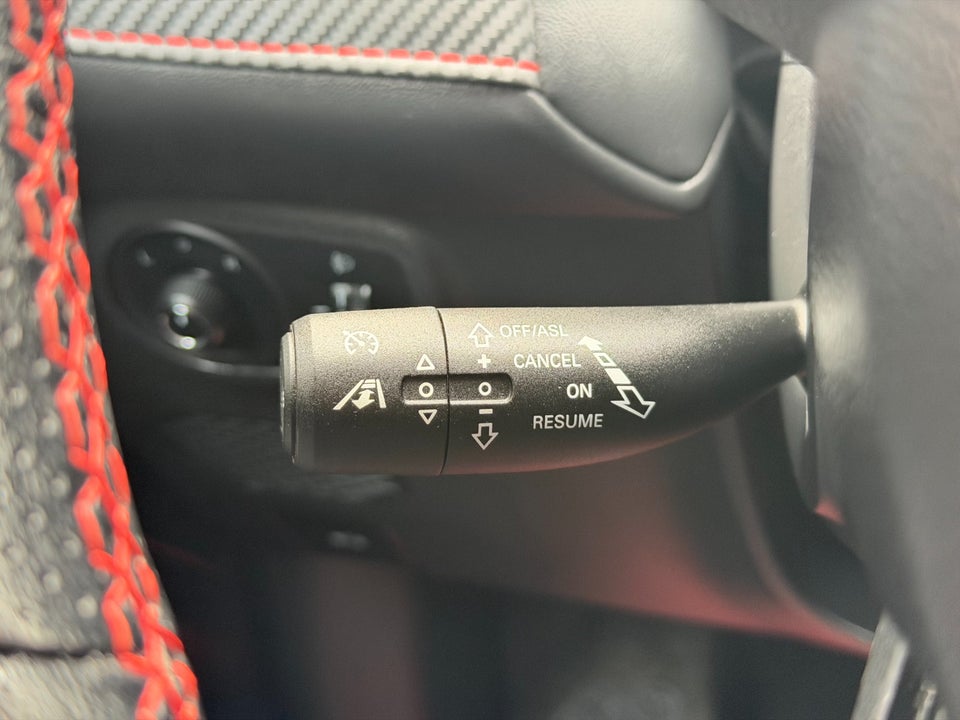 OFF/ASL
+ CANCEL
ON
- RESUME